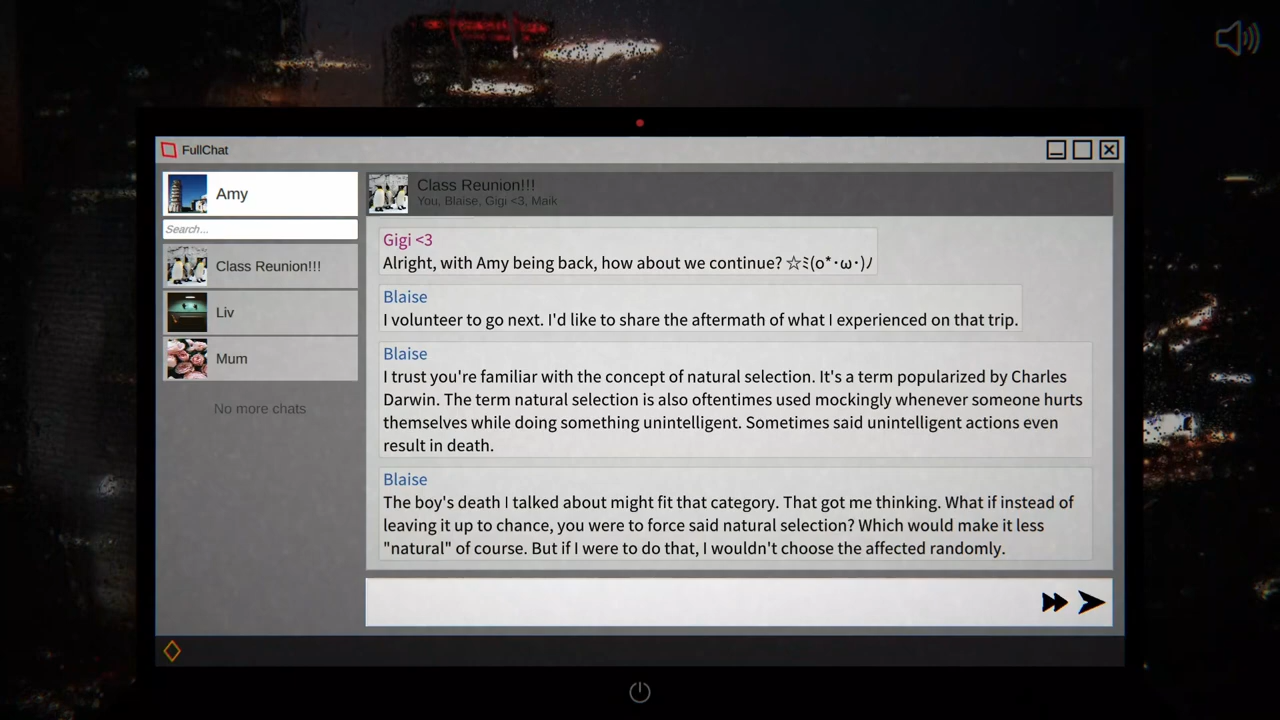 FullChat
Amy
Search...
Class Reunion!!!
Liv
Mum
No more chats
Class Reunion!!!
You, Blaise, Gigi <3, Maik
Gigi <3
Alright, with Amy being back, how about we continue? ☆ミ(o*･ω･)ﾉ
Blaise
I volunteer to go next. I'd like to share the aftermath of what I experienced on that trip.
Blaise
I trust you're familiar with the concept of natural selection. It's a term popularized by Charles
Darwin. The term natural selection is also oftentimes used mockingly whenever someone hurts
themselves while doing something unintelligent. Sometimes said unintelligent actions even
result in death.
Blaise
The boy's death I talked about might fit that category. That got me thinking. What if instead of
leaving it up to chance, you were to force said natural selection? Which would make it less
"natural" of course. But if I were to do that, I wouldn't choose the affected randomly.